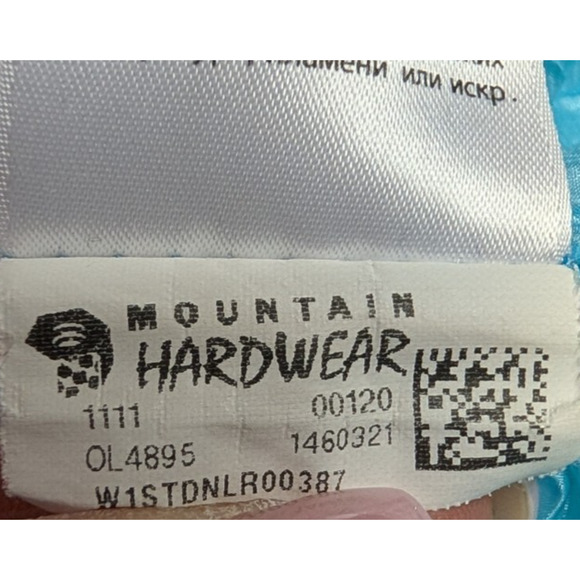 пламени или искр.
MOUNTAIN
HARDWEAR
1111 00120
OL4895 1460321
W1STDNLR00387